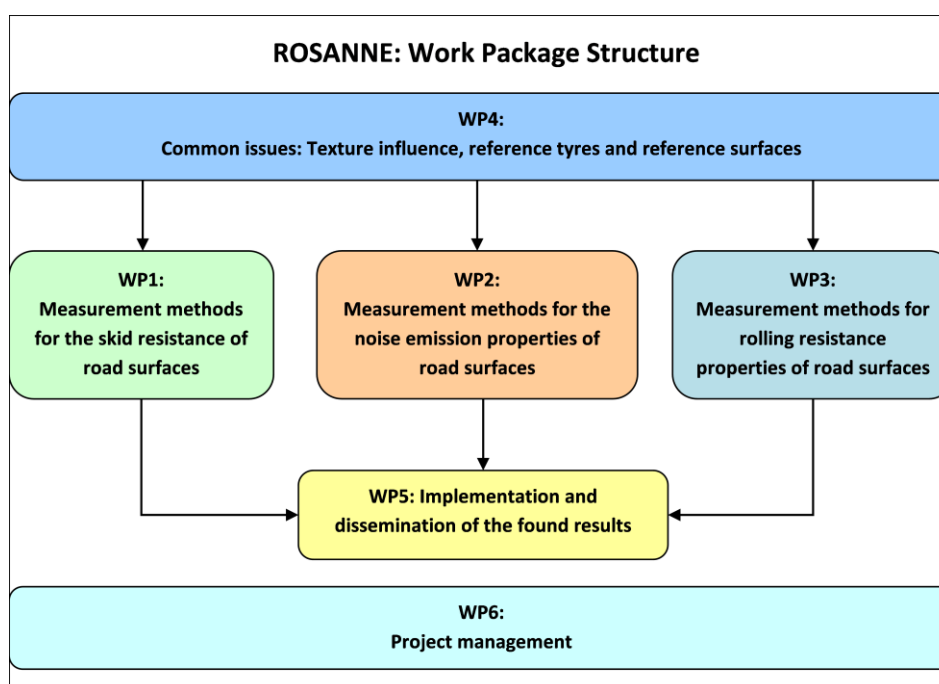 ROSANNE: Work Package Structure
WP4:
Common issues: Texture influence, reference tyres and reference surfaces
WP1:
Measurement methods
for the skid resistance of
road surfaces
WP2:
Measurement methods for the
noise emission properties of
road surfaces
WP3:
Measurement methods for
rolling resistance
properties of road surfaces
WP5: Implementation and
dissemination of the found results
WP6:
Project management